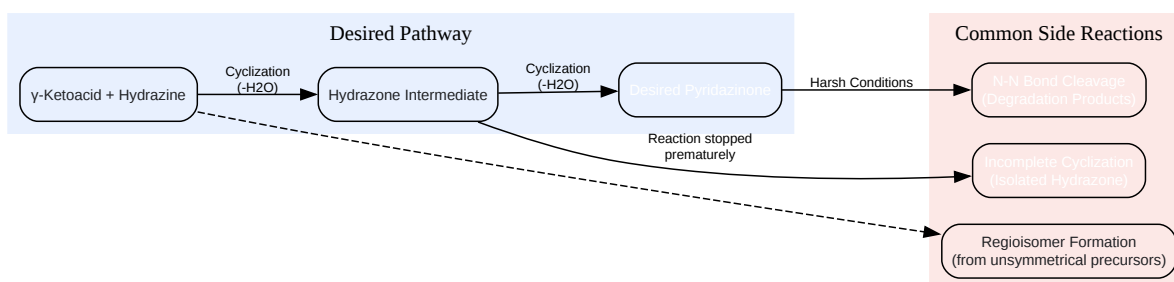 Desired Pathway
Common Side Reactions
γ-Ketoacid + Hydrazine
Cyclization
(-H2O)
Hydrazone Intermediate
Cyclization
(-H2O)
Desired Pyridazinone
Harsh Conditions
N-N Bond Cleavage
(Degradation Products)
Reaction stopped
prematurely
Incomplete Cyclization
(isolated Hydrazone)
Regioisomer Formation
(from unsymmetrical precursors)